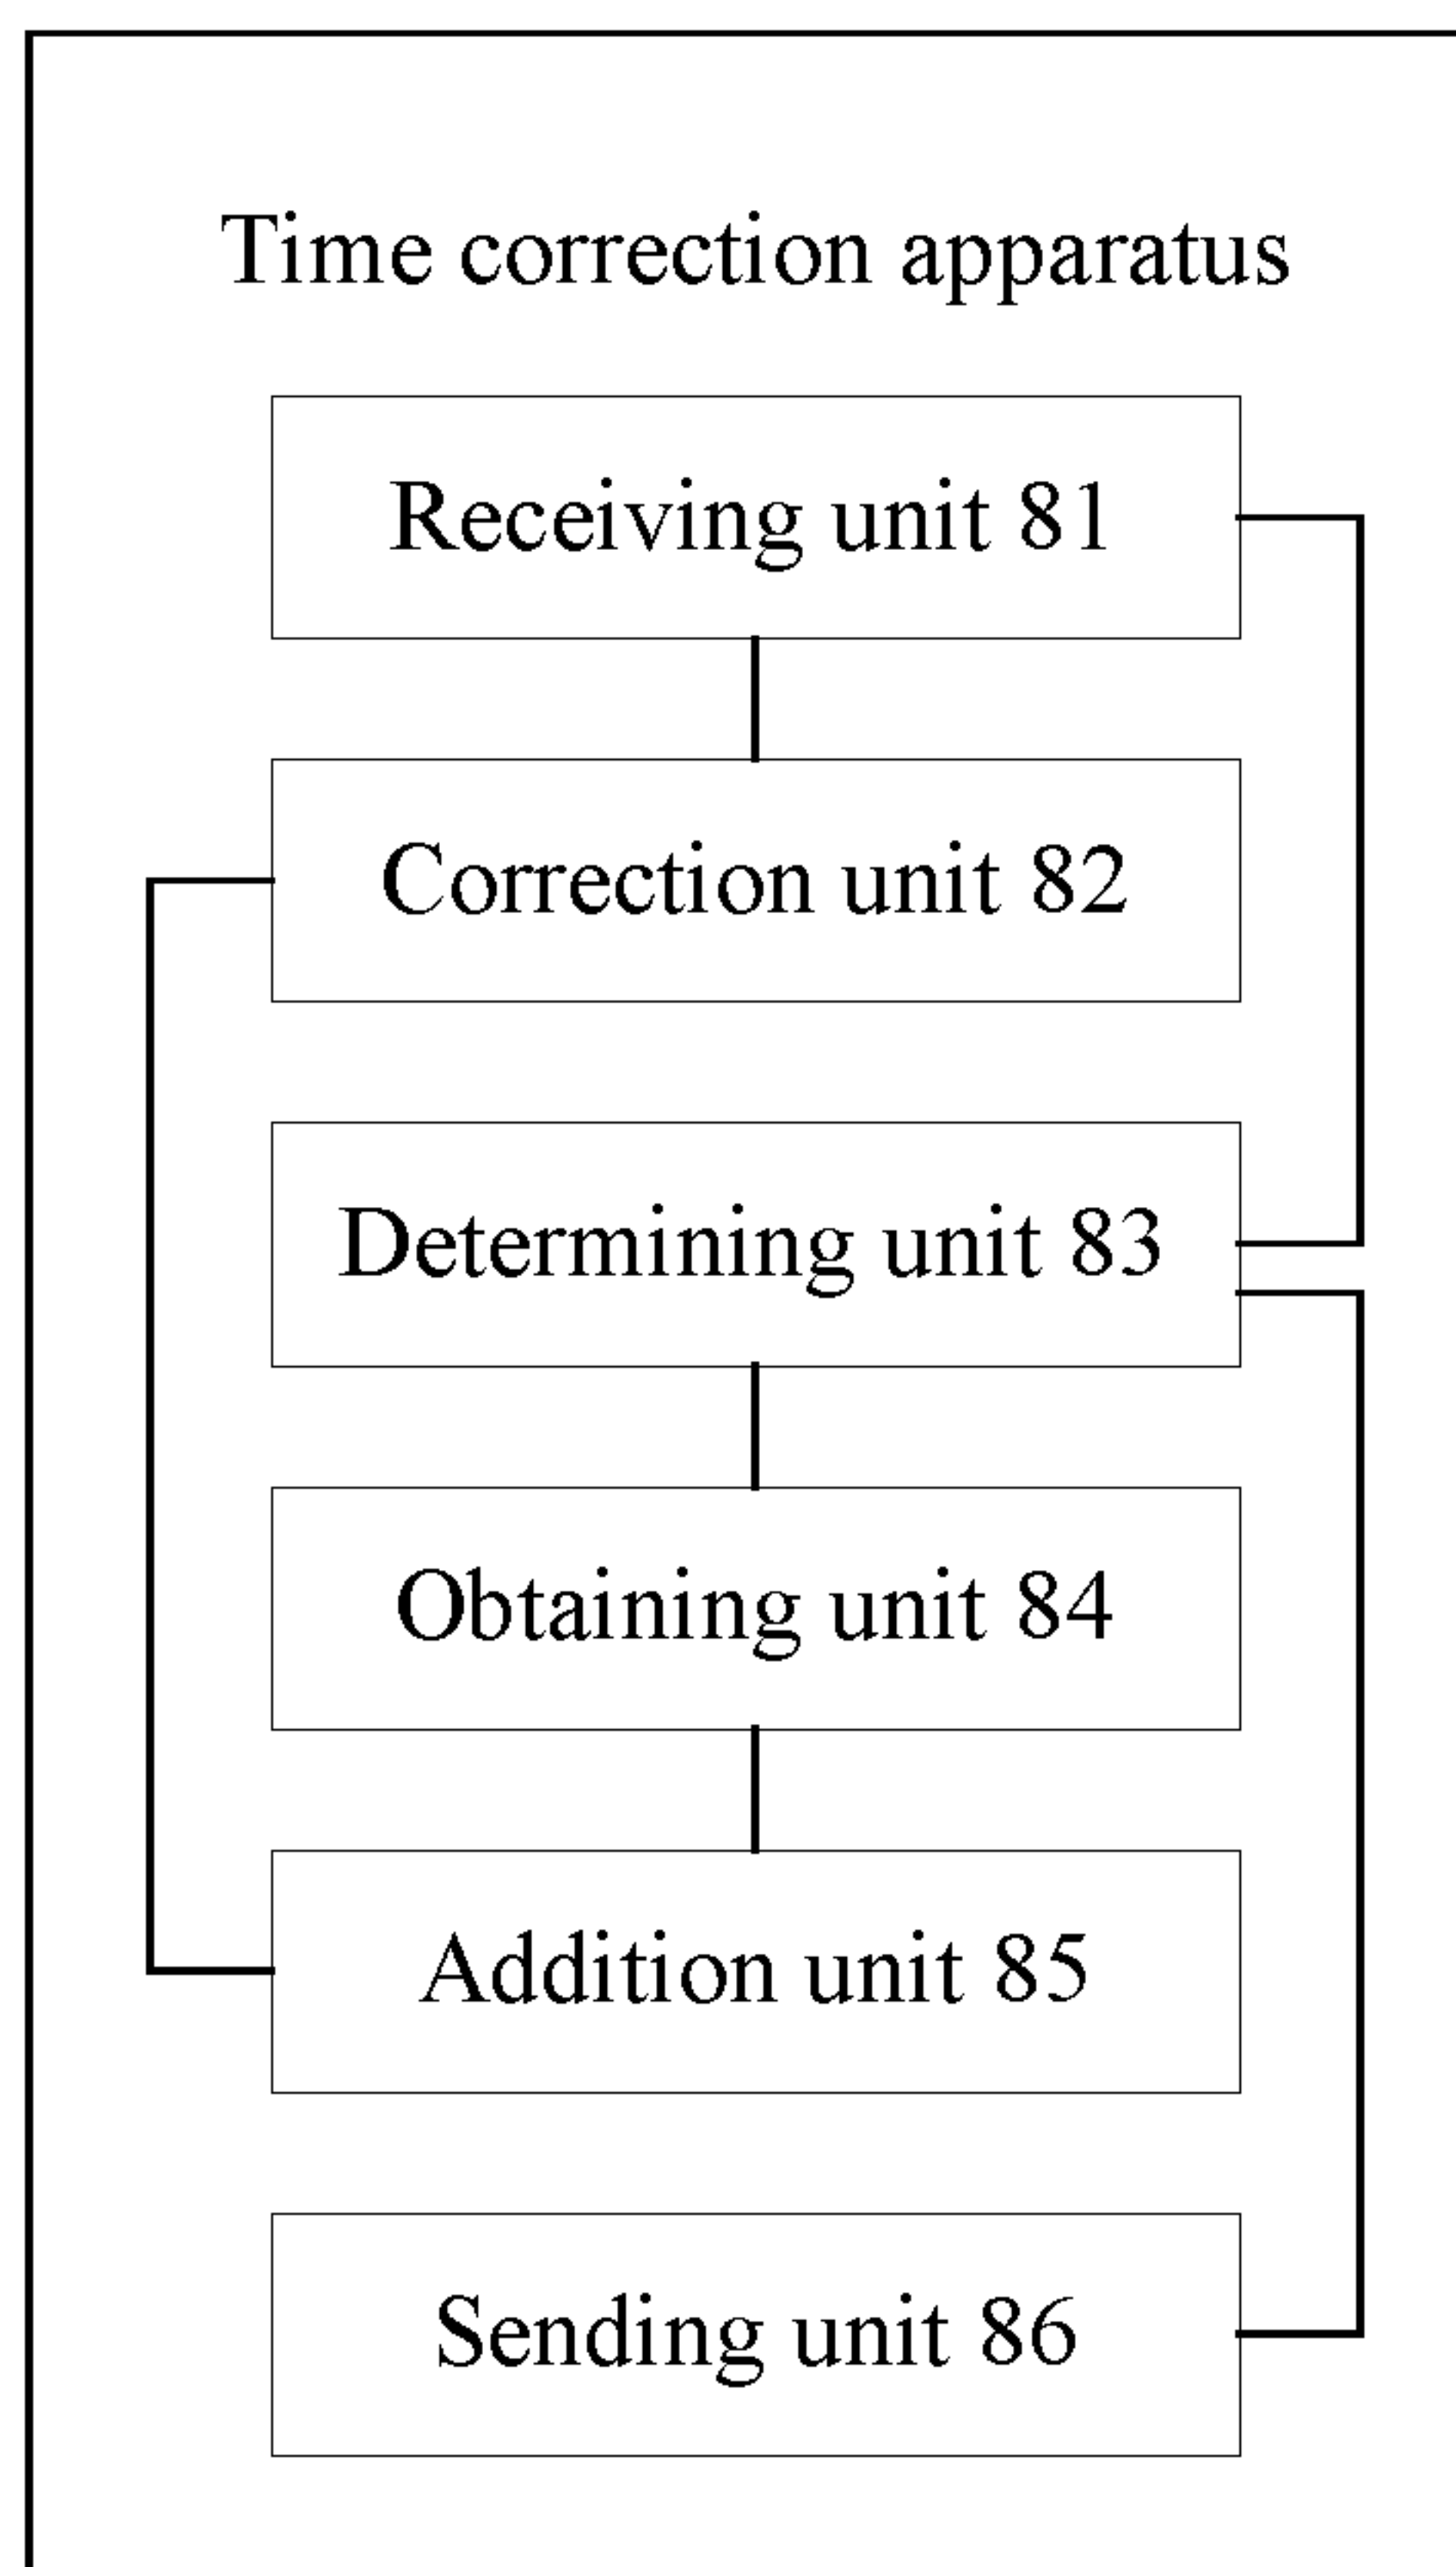 Time correction apparatus
Receiving unit 81
Correction unit 82
Determining unit 83
Obtaining unit 84
Addition unit 85
Sending unit 86